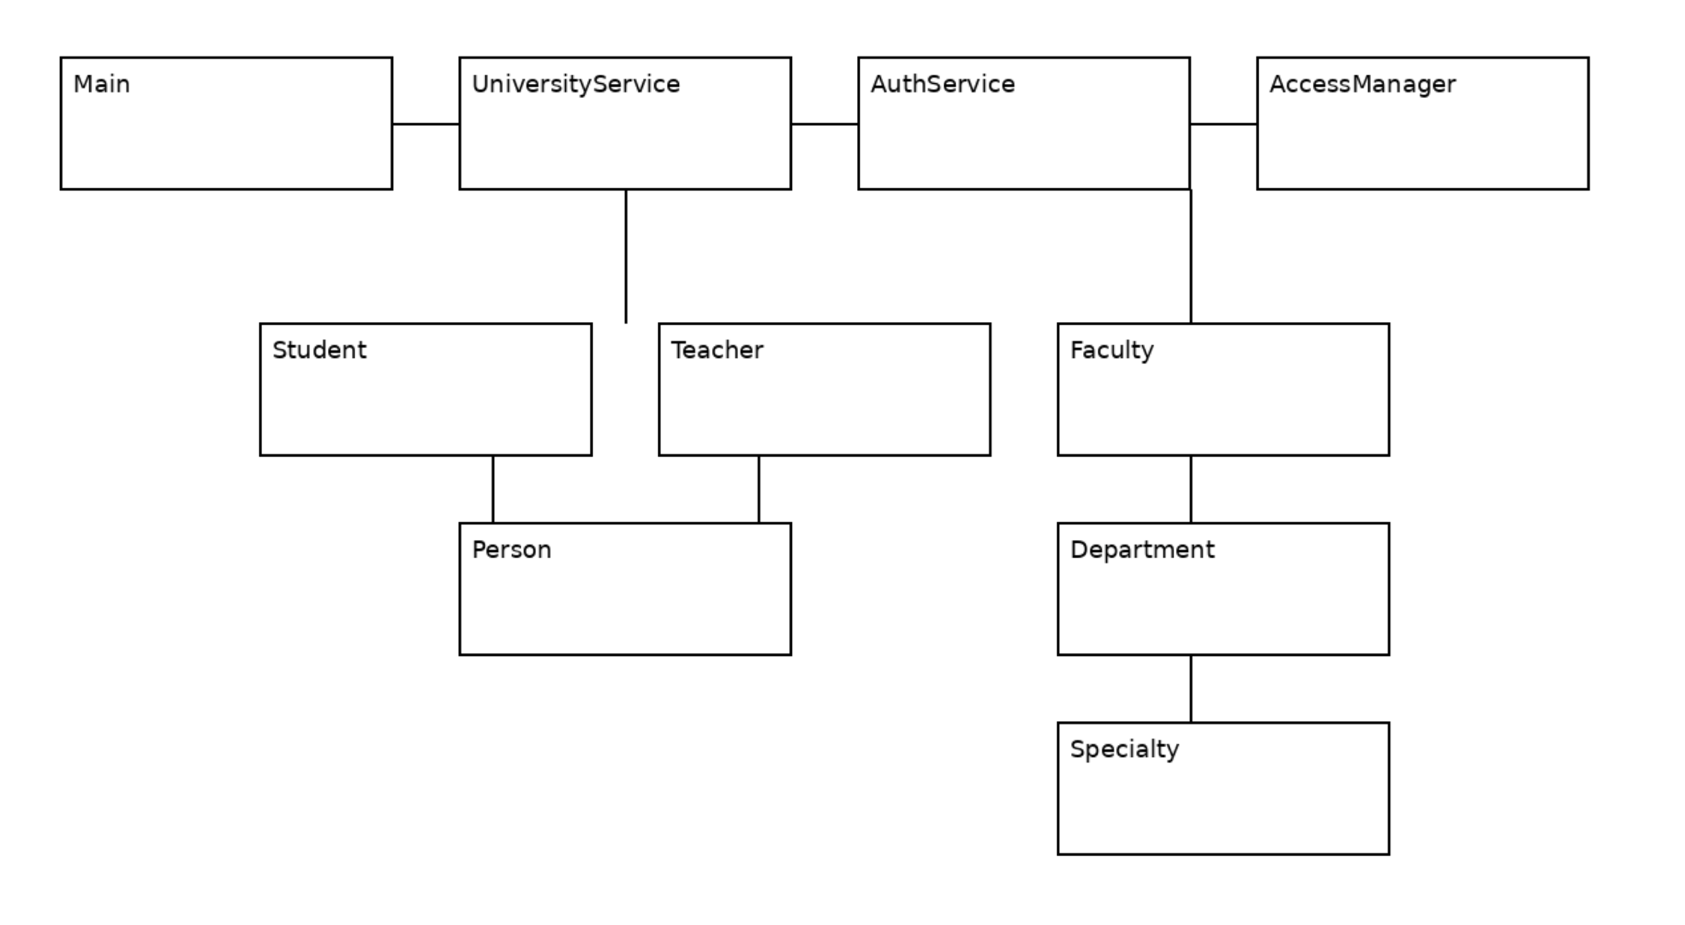 Main
UniversityService
AuthService
AccessManager
Student
Teacher
Faculty
Person
Department
Specialty